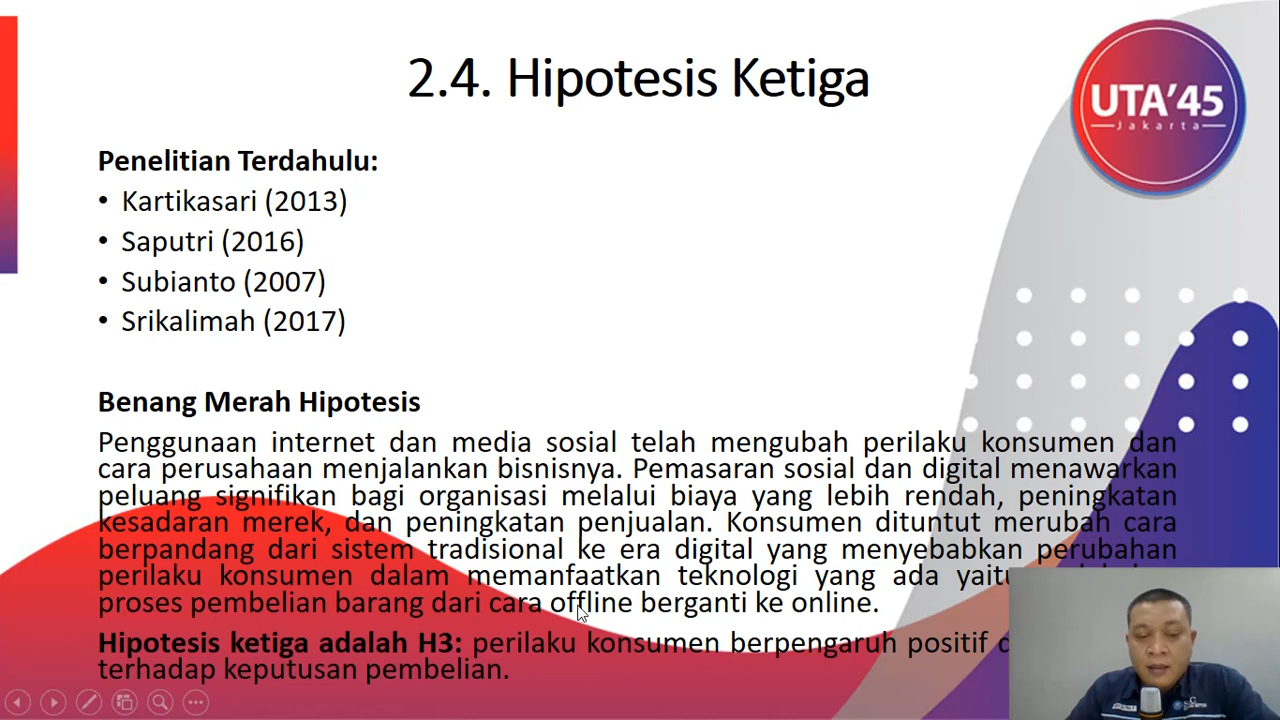 2.4. Hipotesis Ketiga
UTA'45
Jakarta
Penelitian Terdahulu:
• Kartikasari (2013)
• Saputri (2016)
• Subianto (2007)
• Srikalimah (2017)
Benang Merah Hipotesis
Penggunaan internet dan media sosial telah mengubah perilaku konsumen dan
cara perusahaan menjalankan bisnisnya. Pemasaran sosial dan digital menawarkan
peluang signifikan bagi organisasi melalui biaya yang lebih rendah, peningkatan
kesadaran merek, dan peningkatan penjualan. Konsumen dituntut merubah cara
berpandang dari sistem tradisional ke era digital yang menyebabkan perubahan
perilaku konsumen dalam memanfaatkan teknologi yang ada
proses pembelian barang dari cara offline berganti ke online.
Hipotesis ketiga adalah H3: perilaku konsumen berpengaruh positif
terhadap keputusan pembelian.